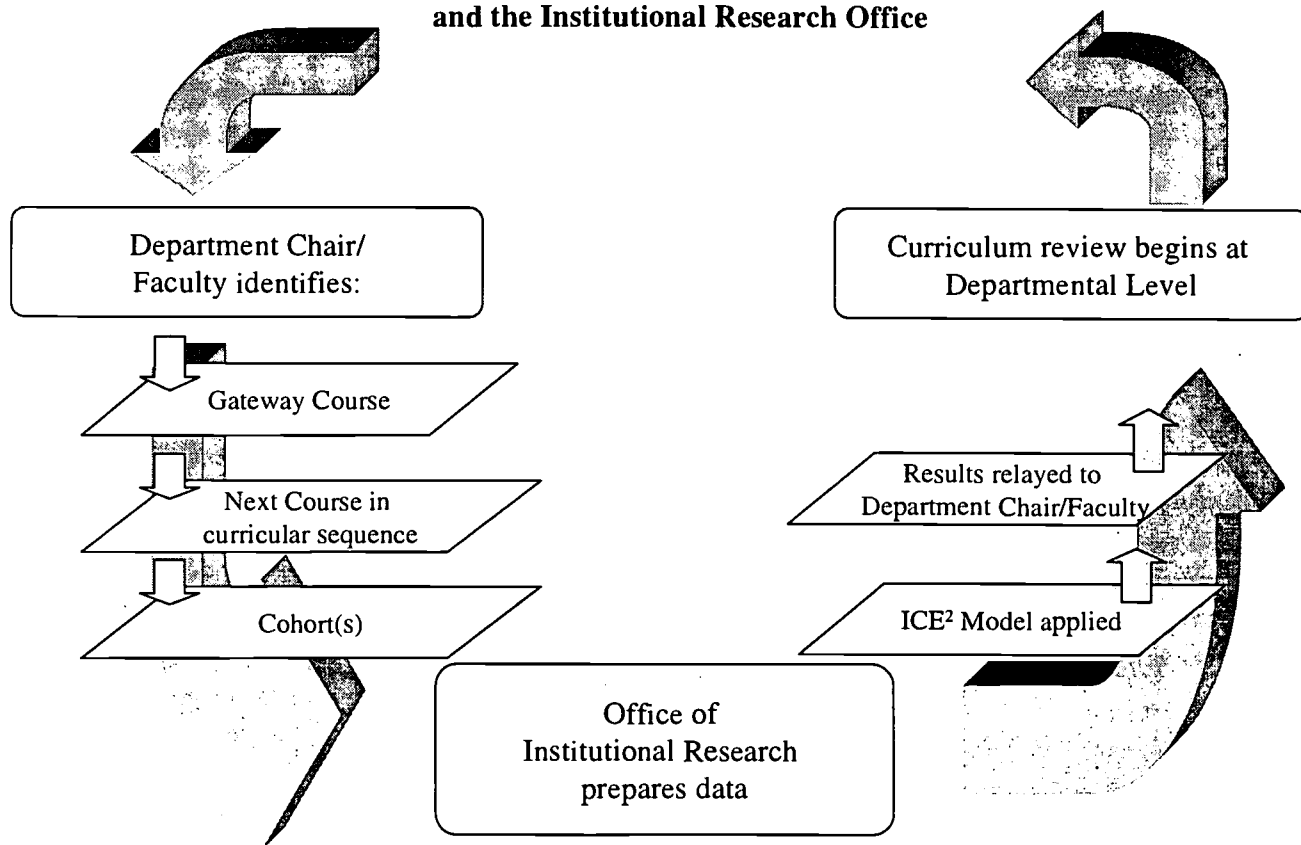 and the Institutional Research Office
Department Chair/
Faculty identifies:
Gateway Course
Next Course in
curricular sequence
Cohort(s)
Office of
Institutional Research
prepares data
ICE² Model applied
Results relayed to
Department Chair/Faculty
Curriculum review begins at
Departmental Level